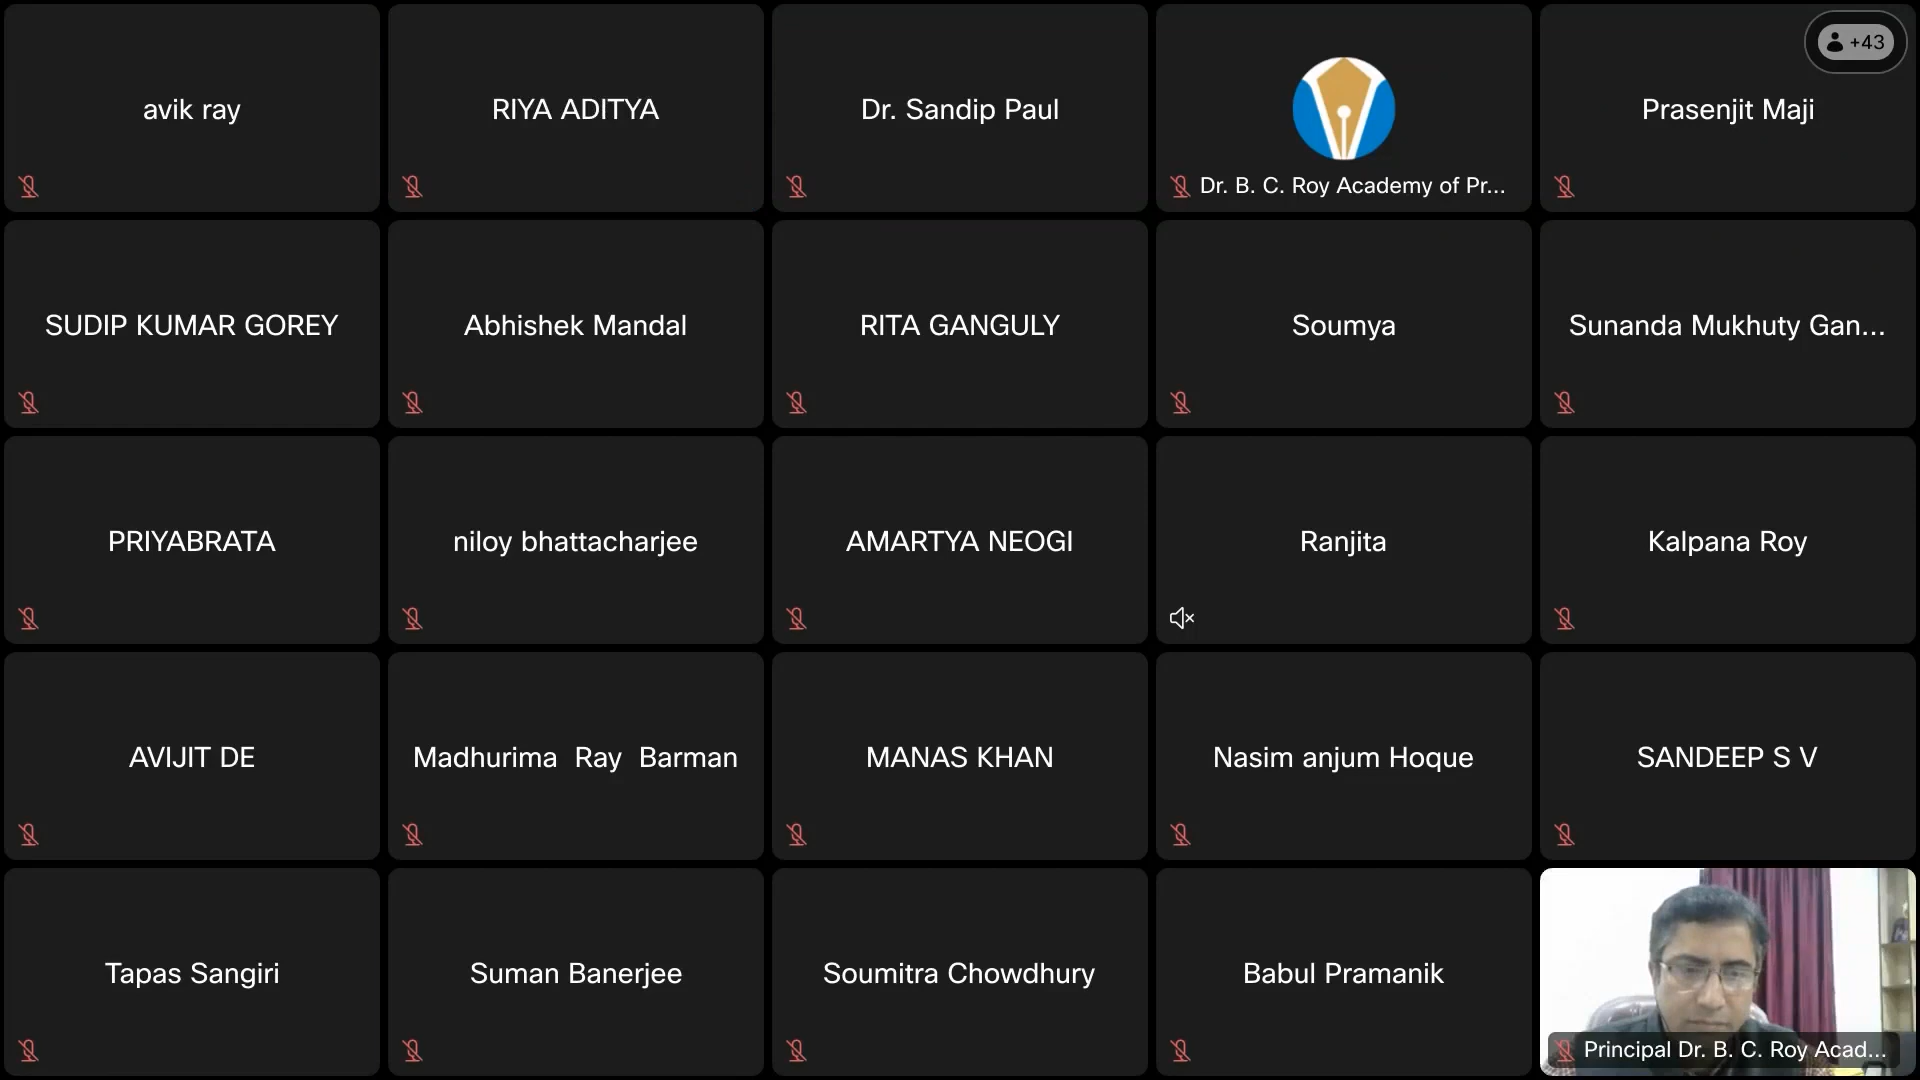 avik ray
RIYA ADITYA
Dr. Sandip Paul
Dr. B. C. Roy Academy of Pr...
Prasenjit Maji
+43
SUDIP KUMAR GOREY
Abhishek Mandal
RITA GANGULY
Soumya
Sunanda Mukhuty Gan...
PRIYABRATA
niloy bhattacharjee
AMARTYA NEOGI
Ranjita
Kalpana Roy
AVIJIT DE
Madhurima Ray Barman
MANAS KHAN
Nasim anjum Hoque
SANDEEP S V
Tapas Sangiri
Suman Banerjee
Soumitra Chowdhury
Babul Pramanik
Principal Dr. B. C. Roy Acad...